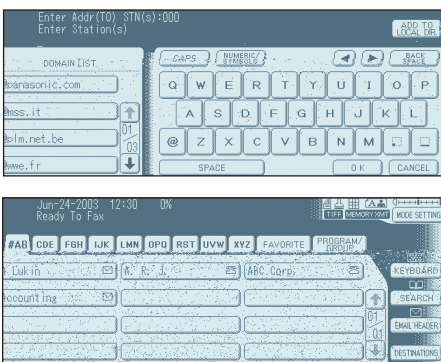 Enter Addr(TO) STN(s):000
Enter Station(s)
ADD TO
LOCAL DIR.
DOMAIN LIST
CAPS
NUMERIC/
SYMBOLS
BACK
SPACE
@panasonic.com
Q W E R T Y U I O P
@mss.it
A S D F G H J K L
01
03
@plm.net.be
@ Z X C V B N M
@wwe.fr
SPACE
OK
CANCEL
Jun-24-2003 12:30 0%
Ready To Fax
TIFF MEMORY XMT MODE SETTING
#AB CDE FGH IJK LMN OPQ RST UVW XYZ FAVORITE PROGRAM/
GROUP
Lukin
A. R. J.
ABC Corp.
KEYBOARD
ccounting
SEARCH
01
01
EMAIL HEADER
DESTINATIONS